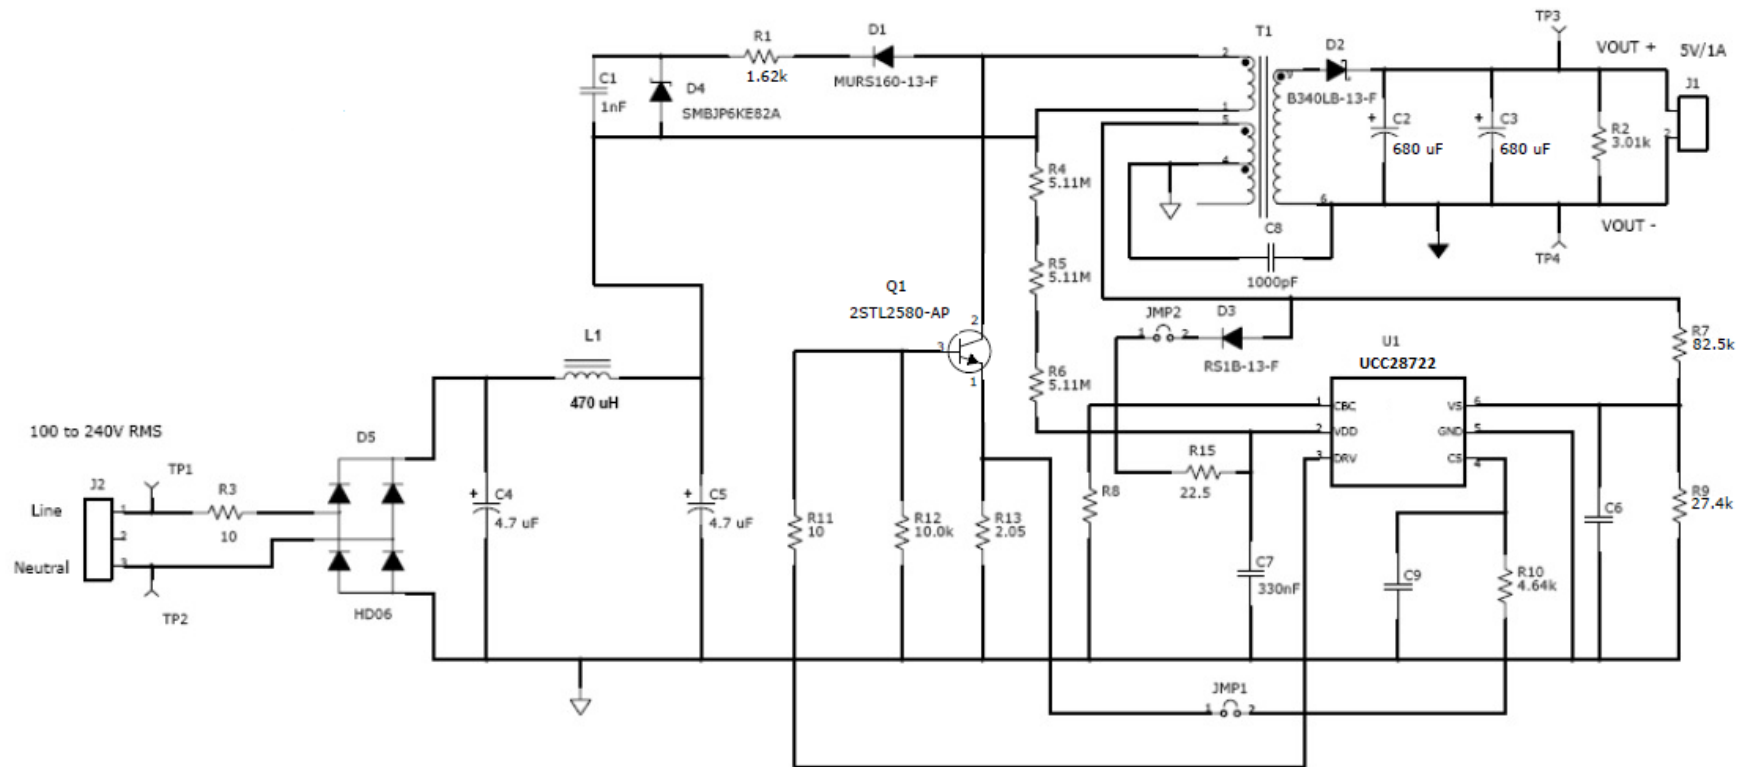 T1
TP3
VOUT +
5V/1A
R1
1.62k
D1
MURS160-13-F
2
D2
9
B340LB-13-F
J1
C1
1nF
D4
SMBJP6KE82A
1
5
C2
680 uF
C3
680 uF
R2
3.01k
2
R4
5.11M
4
6
C8
1000pF
VOUT -
TP4
R5
5.11M
Q1
2STL2580-AP
2
3
1
JMP2
1 2
D3
RS1B-13-F
U1
UCC28722
R7
82.5k
L1
470 uH
R6
5.11M
1 CBC
2 VDD
3 DRV
VS 6
GND 5
CS 4
100 to 240V RMS
D5
J2
TP1
R3
10
Line
1
2
Neutral
3
TP2
HD06
C4
4.7 uF
C5
4.7 uF
R11
10
R12
10.0k
R13
2.05
R15
22.5
R8
C7
330nF
C9
R10
4.64k
C6
R9
27.4k
JMP1
1 2